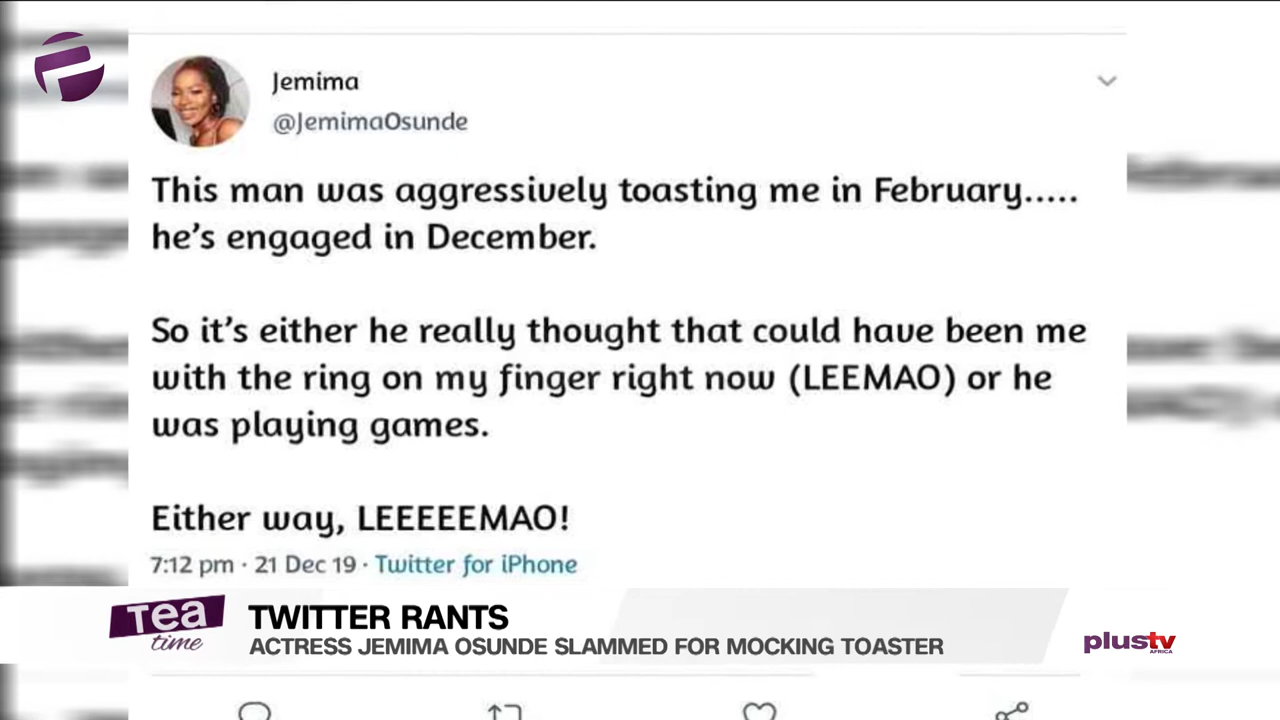 Jemima
@JemimaOsunde
This man was aggressively toasting me in February.....
he's engaged in December.
So it's either he really thought that could have been me
with the ring on my finger right now (LEEMAO) or he
was playing games.
Either way, LEEEEEMAO!
7:12 pm · 21 Dec 19 · Twitter for iPhone
Tea
time
TWITTER RANTS
ACTRESS JEMIMA OSUNDE SLAMMED FOR MOCKING TOASTER
plustv
AFRICA